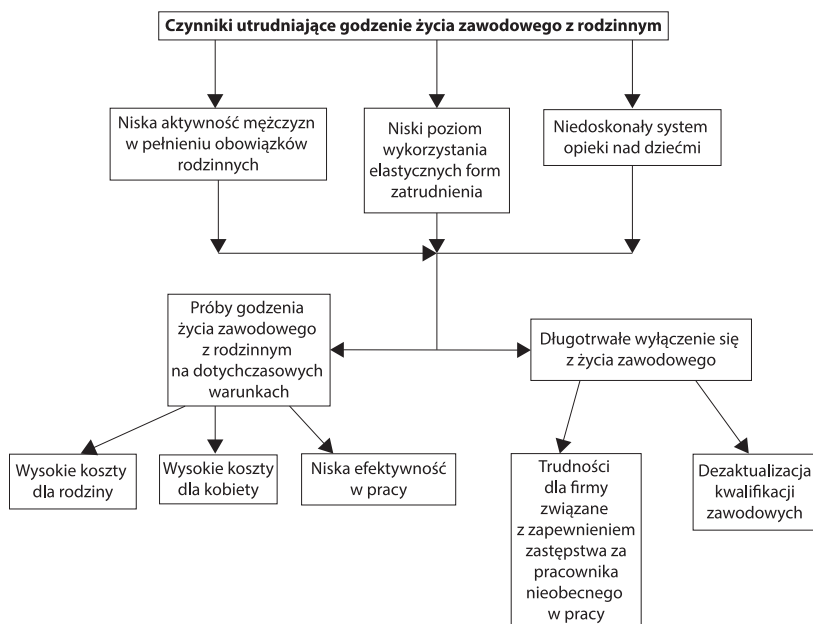 Czynniki utrudniające godzenie życia zawodowego z rodzinnym
Niska aktywność mężczyzn
w pełnieniu obowiązków
rodzinnych
Niski poziom
wykorzystania
elastycznych form
zatrudnienia
Niedoskonały system
opieki nad dziećmi
Próby godzenia
życia zawodowego
z rodzinnym
na dotychczasowych
warunkach
Długotrwałe wyłączenie się
z życia zawodowego
Wysokie koszty
dla rodziny
Wysokie koszty
dla kobiety
Niska efektywność
w pracy
Trudności
dla firmy
związane
z zapewnieniem
zastępstwa za
pracownika
nieobecnego
w pracy
Dezaktualizacja
kwalifikacji
zawodowych